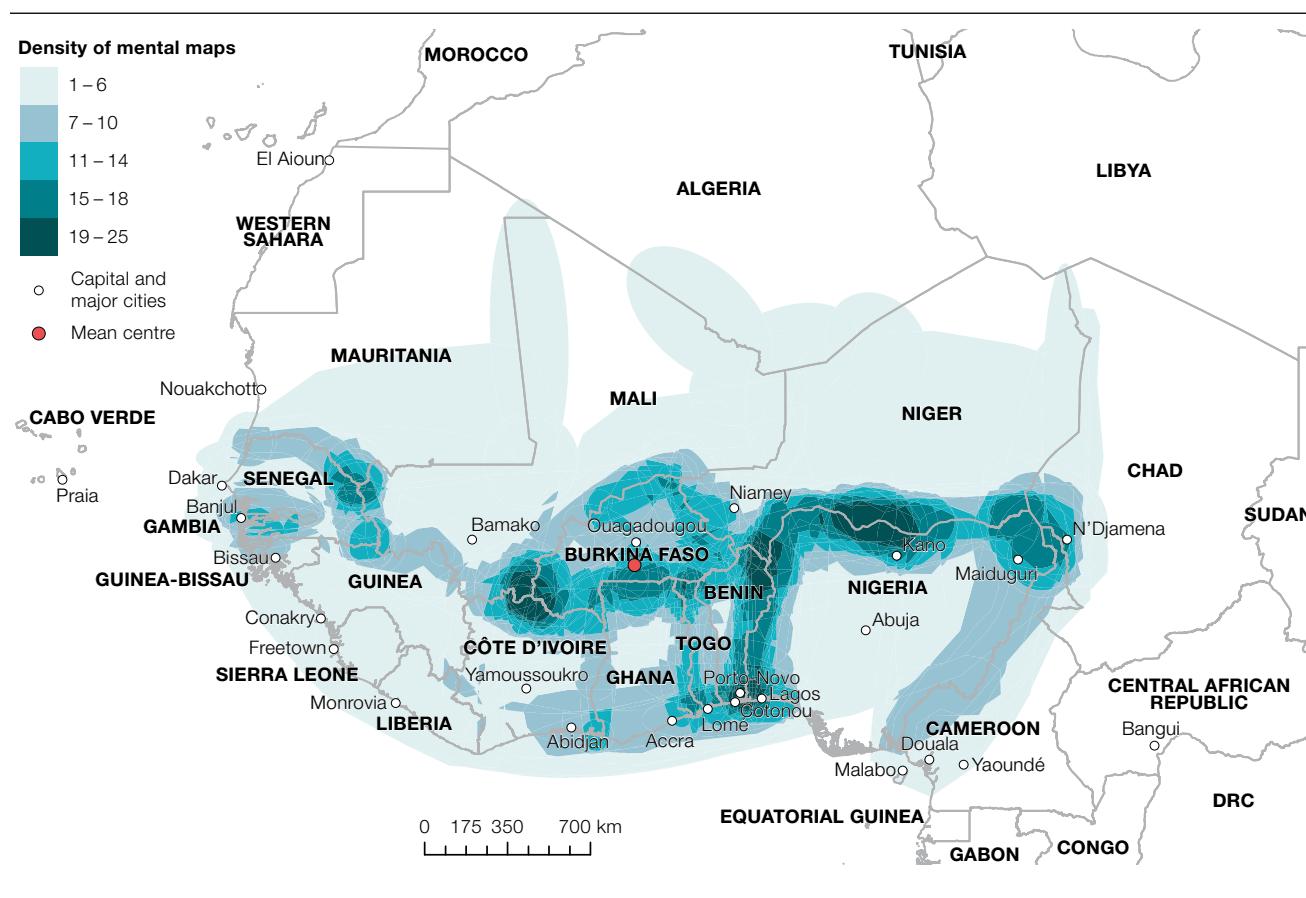 Density of mental maps
1 – 6
7 – 10
11 – 14
15 – 18
19 – 25
Capital and
major cities
Mean centre
MOROCCO
TUNISIA
El Aioun
ALGERIA
LIBYA
WESTERN
SAHARA
MAURITANIA
Nouakchott
MALI
NIGER
CABO VERDE
Praia
Dakar
SENEGAL
CHAD
Banjul
GAMBIA
Niamey
SUDAN
Bamako
Ouagadougou
N'Djamena
Bissau
BURKINA FASO
Kano
GUINEA-BISSAU
GUINEA
Maiduguri
BENIN
NIGERIA
Conakry
Abuja
Freetown
CÔTE D'IVOIRE
TOGO
SIERRA LEONE
Yamoussoukro
GHANA
Porto-Novo
Lagos
CENTRAL AFRICAN
REPUBLIC
Monrovia
Cotonou
LIBERIA
Lomé
CAMEROON
Bangui
Abidjan
Accra
Douala
Malabo
Yaoundé
DRC
EQUATORIAL GUINEA
0 175 350 700 km
GABON
CONGO